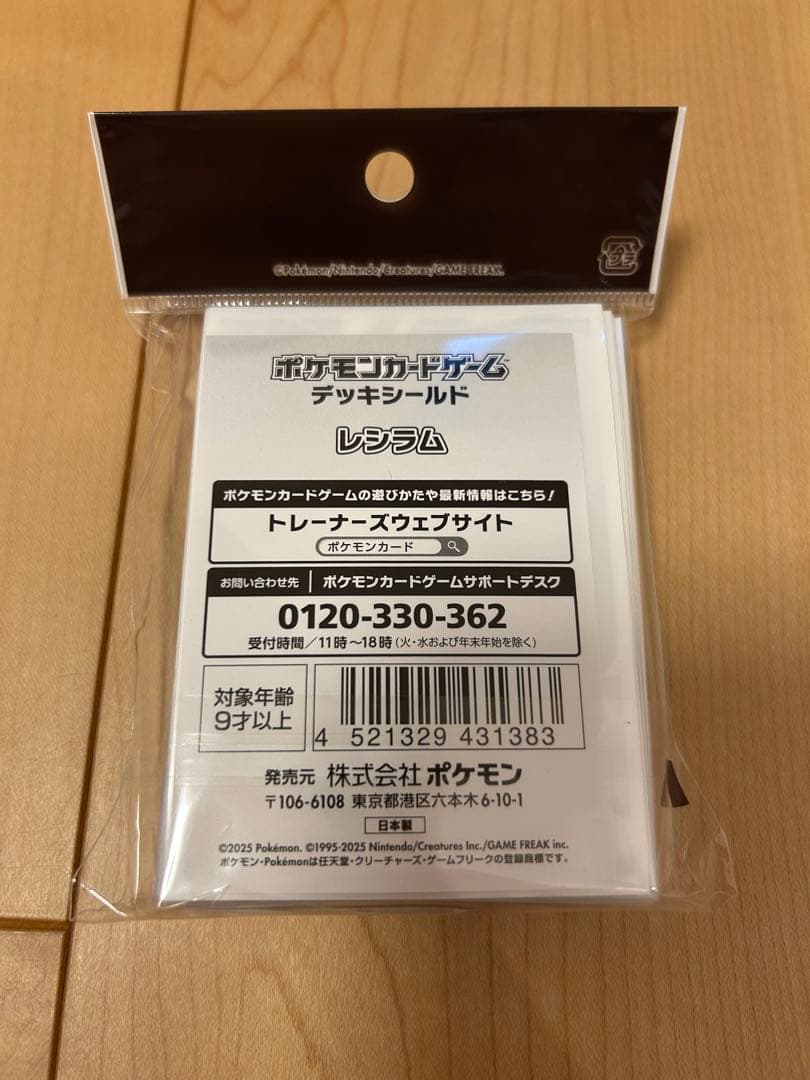 ©Pokémon/Nintendo/Creatures/GAME FREAK.
プラ
ポケモンカードゲーム™
デッキシールド
レシラム
ポケモンカードゲームの遊びかたや最新情報はこちら!
トレーナーズウェブサイト
ポケモンカード
お問い合わせ先 ポケモンカードゲームサポートデスク
0120-330-362
受付時間/11時~18時(火・水および年末年始を除く)
対象年齢
9才以上
4 521329 431383
発売元 株式会社ポケモン
〒106-6108 東京都港区六本木6-10-1
日本製
©2025 Pokémon. ©1995-2025 Nintendo/Creatures Inc./GAME FREAK inc.
ポケモン・Pokémonは任天堂・クリーチャーズ・ゲームフリークの登録商標です。